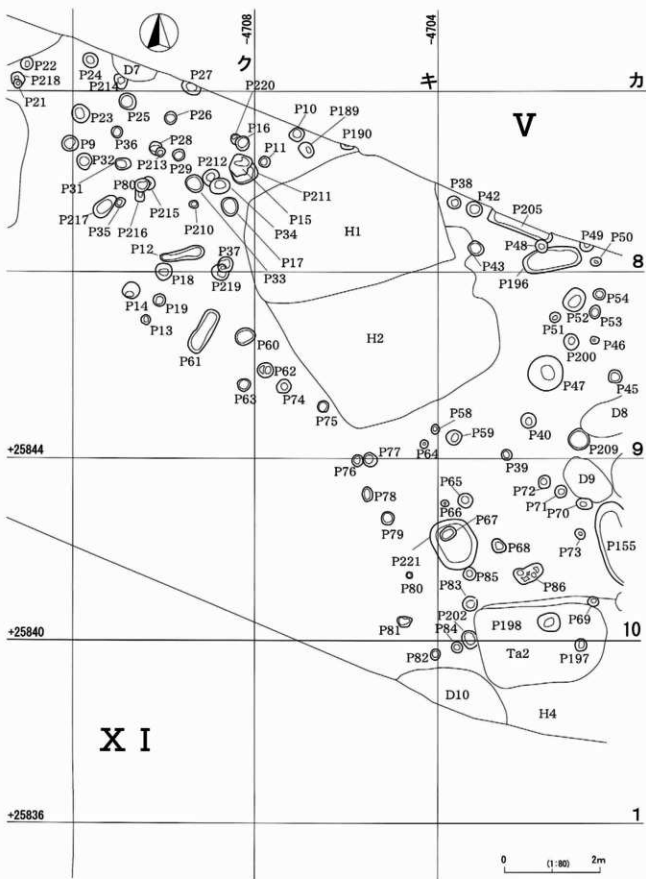 -4708
-4704
ク
キ
カ
P22
P218
P21
P24
D7
P214
P27
P220
P10
P189
P190
V
P23
P25
P26
P16
P9
P36
P28
P11
P32
P213
P29
P212
P211
P31
P80
P215
P34
P15
P38
P42
P205
P217
P35
P216
P210
P17
H1
P48
P49
P50
P12
P37
P33
P43
P196
8
P18
P219
P14
P19
P13
P61
P60
H2
P52
P54
P53
P51
P46
P200
P62
P47
P45
P63
P74
P75
P58
P59
P40
D8
P64
P209
+25844
9
P76
P77
P39
P72
D9
P71
P70
P78
P65
P66
P67
P79
P68
P73
P155
P221
P80
P85
P86
P83
P81
P202
P198
P69
+25840
P84
10
P82
Ta2
P197
D10
H4
X I
+25836
1
0
(1:80)
2m